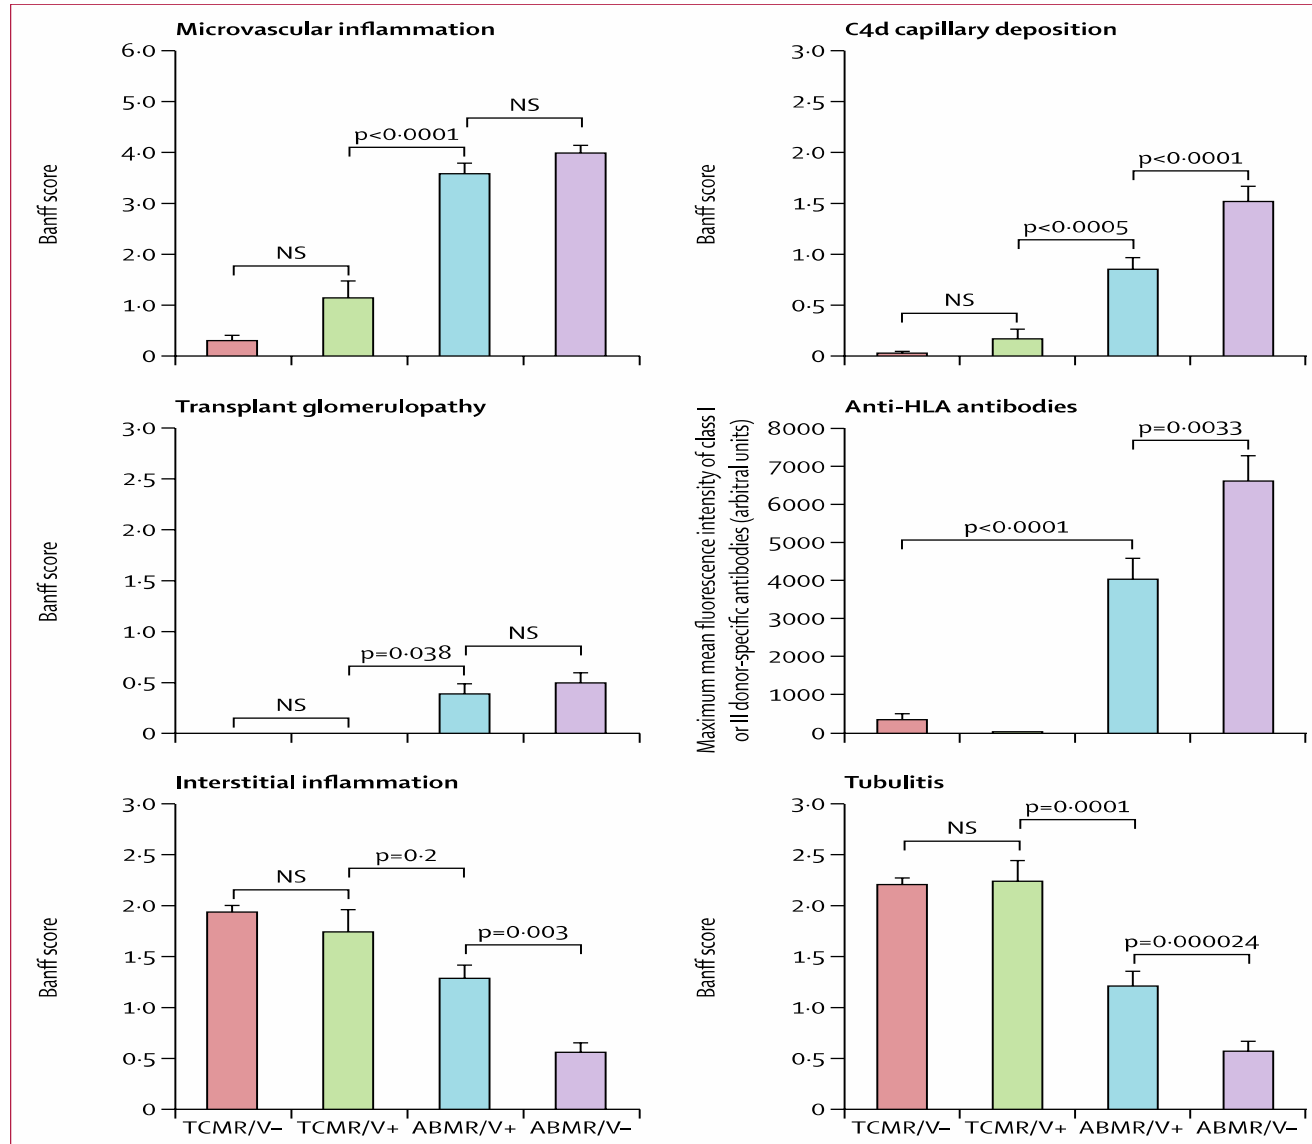 Microvascular inflammation
6·0
5·0
4·0
3·0
2·0
1·0
0
Banff score
NS
p<0·0001
NS
C4d capillary deposition
3·0
2·5
2·0
1·5
1·0
0·5
0
Banff score
NS
p<0·0005
p<0·0001
Transplant glomerulopathy
3·0
2·5
2·0
1·5
1·0
0·5
0
Banff score
NS
p=0·038
NS
Anti-HLA antibodies
8000
7000
6000
5000
4000
3000
2000
1000
0
Maximum mean fluorescence intensity of class I
or II donor-specific antibodies (arbitral units)
p<0·0001
p=0·0033
Interstitial inflammation
3·0
2·5
2·0
1·5
1·0
0·5
0
Banff score
NS
p=0·2
p=0·003
TCMR/V– TCMR/V+ ABMR/V+ ABMR/V–
Tubulitis
3·0
2·5
2·0
1·5
1·0
0·5
0
Banff score
NS
p=0·0001
p=0·000024
TCMR/V– TCMR/V+ ABMR/V+ ABMR/V–